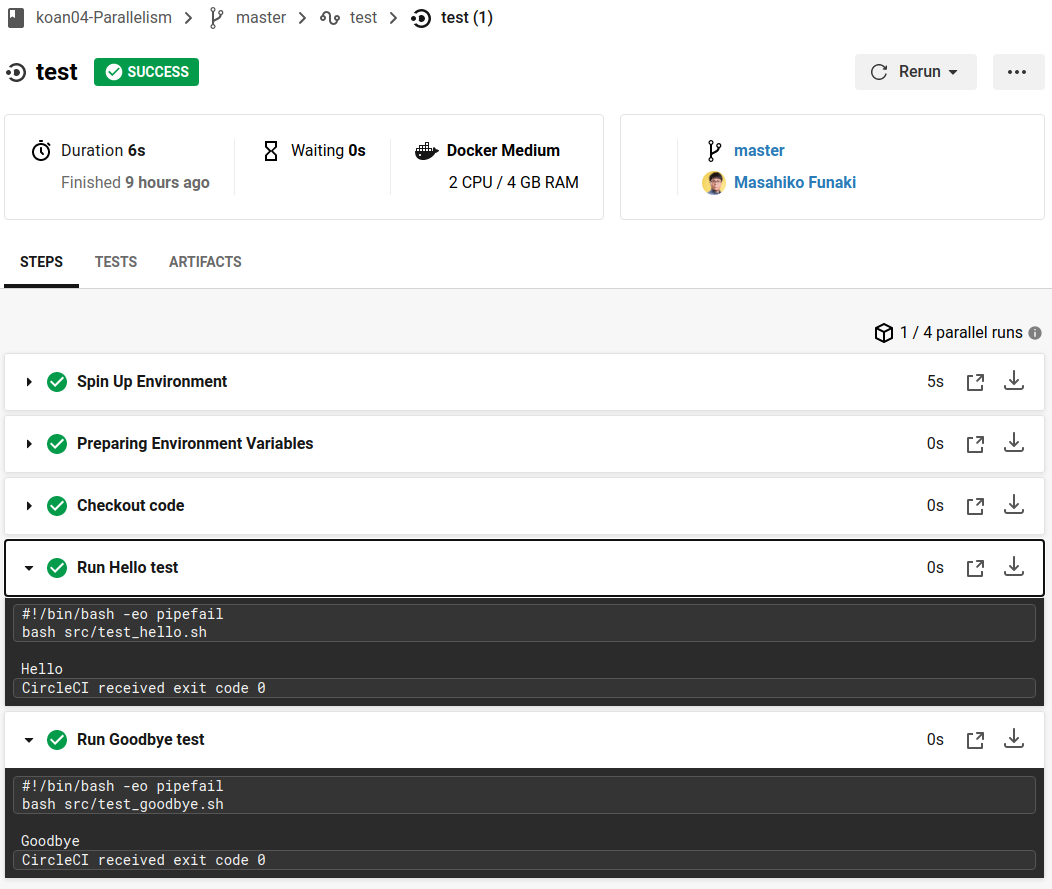 koan04-Parallelism > master > test > test (1)
test SUCCESS Rerun
Duration 6s Waiting 0s Docker Medium master
Finished 9 hours ago 2 CPU / 4 GB RAM Masahiko Funaki
STEPS TESTS ARTIFACTS
1 / 4 parallel runs
Spin Up Environment 5s
Preparing Environment Variables 0s
Checkout code 0s
Run Hello test 0s
#!/bin/bash -eo pipefail
bash src/test_hello.sh
Hello
CircleCI received exit code 0
Run Goodbye test 0s
#!/bin/bash -eo pipefail
bash src/test_goodbye.sh
Goodbye
CircleCI received exit code 0